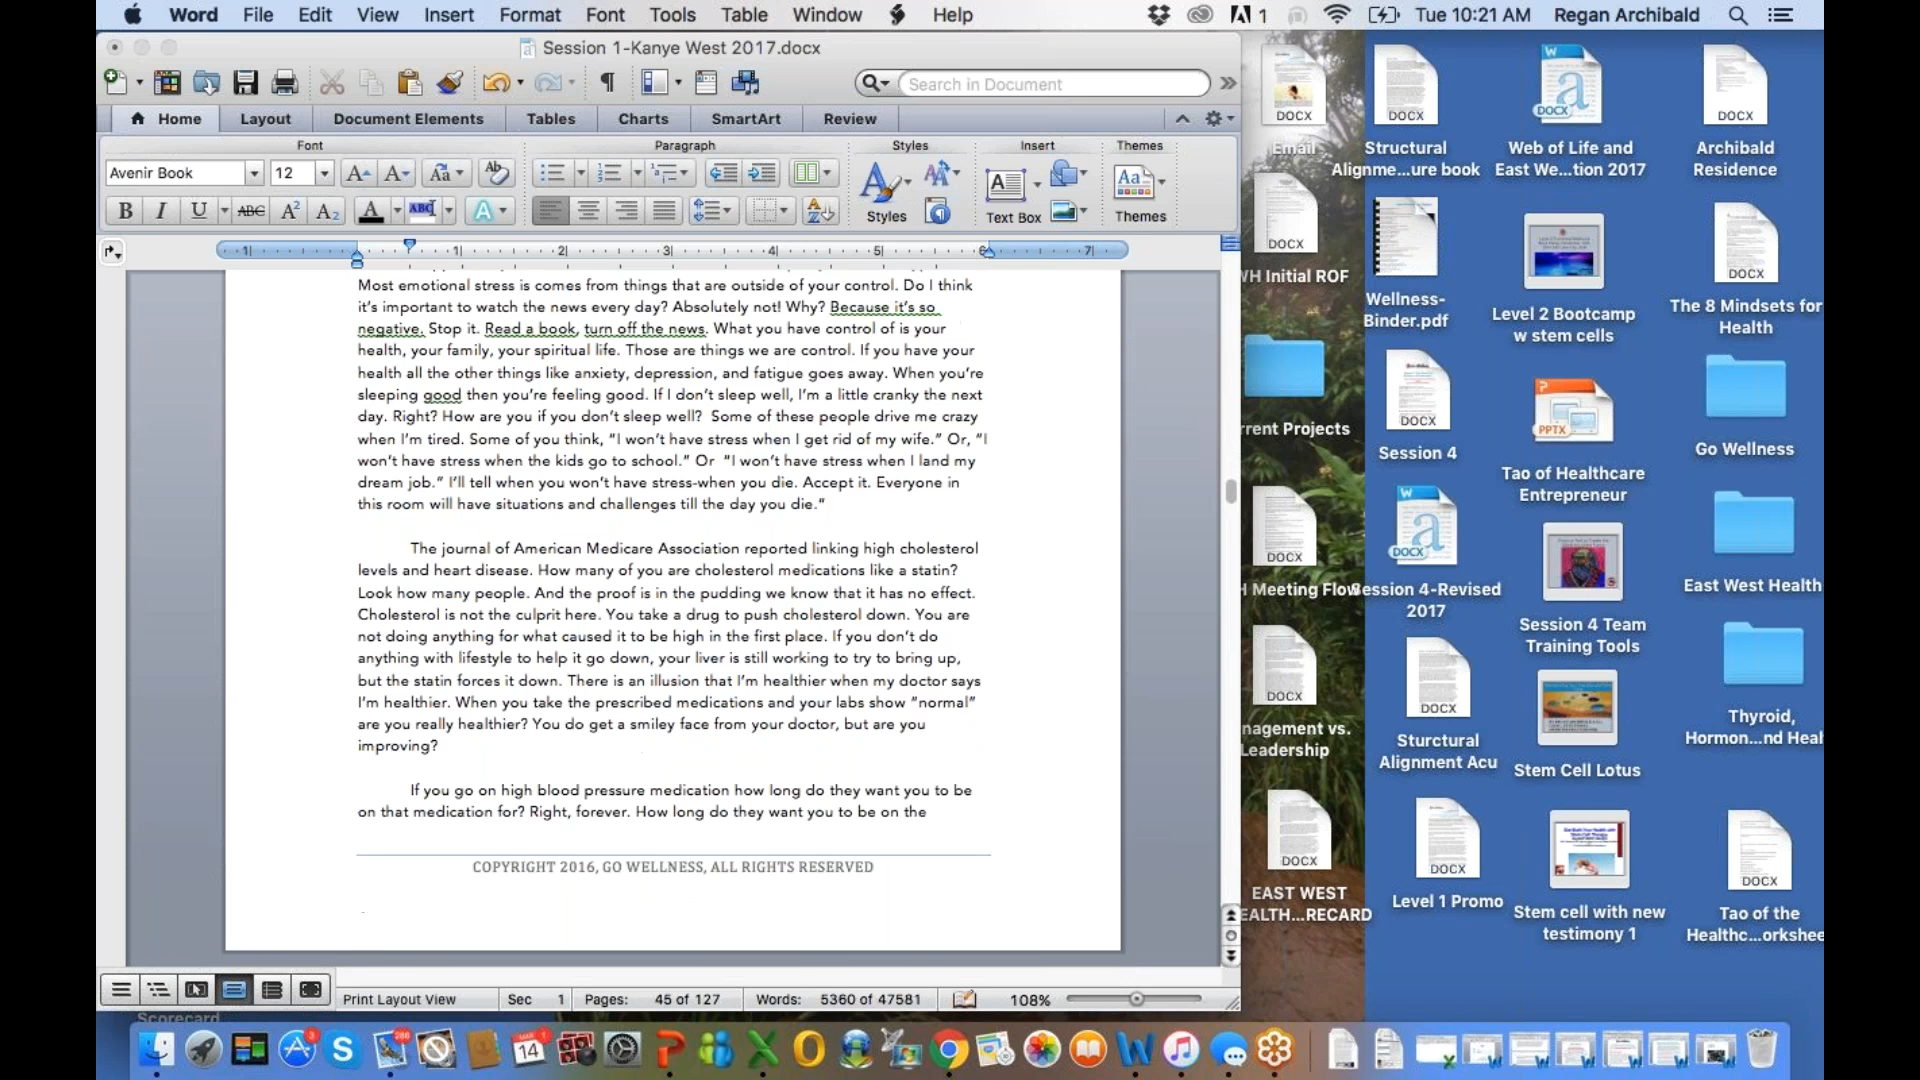 Word File Edit View Insert Format Font Tools Table Window Help 1 Tue 10:21 AM Regan Archibald
Session 1-Kanye West 2017.docx
Search in Document
Home Layout Document Elements Tables Charts SmartArt Review
Font Paragraph Styles Insert Themes
Avenir Book 12
Styles Text Box Themes
Most emotional stress is comes from things that are outside of your control. Do I think
it's important to watch the news every day? Absolutely not! Why? Because it's so
negative. Stop it. Read a book, turn off the news. What you have control of is your
health, your family, your spiritual life. Those are things we are control. If you have your
health all the other things like anxiety, depression, and fatigue goes away. When you're
sleeping good then you're feeling good. If I don't sleep well, I'm a little cranky the next
day. Right? How are you if you don't sleep well? Some of these people drive me crazy
when I'm tired. Some of you think, "I won't have stress when I get rid of my wife." Or, "I
won't have stress when the kids go to school." Or "I won't have stress when I land my
dream job." I'll tell when you won't have stress-when you die. Accept it. Everyone in
this room will have situations and challenges till the day you die."
The journal of American Medicare Association reported linking high cholesterol
levels and heart disease. How many of you are cholesterol medications like a statin?
Look how many people. And the proof is in the pudding we know that it has no effect.
Cholesterol is not the culprit here. You take a drug to push cholesterol down. You are
not doing anything for what caused it to be high in the first place. If you don't do
anything with lifestyle to help it go down, your liver is still working to try to bring up,
but the statin forces it down. There is an illusion that I'm healthier when my doctor says
I'm healthier. When you take the prescribed medications and your labs show "normal"
are you really healthier? You do get a smiley face from your doctor, but are you
improving?
If you go on high blood pressure medication how long do they want you to be
on that medication for? Right, forever. How long do they want you to be on the
COPYRIGHT 2016, GO WELLNESS, ALL RIGHTS RESERVED
Print Layout View Sec 1 Pages: 45 of 127 Words: 5360 of 47581 108%
Scorecard
DOCX
Email
DOCX
WH Initial ROF
rrent Projects
DOCX
H Meeting Flow
DOCX
nagement vs.
Leadership
DOCX
EAST WEST
EALTH...RECARD
DOCX
Structural
Alignme...ure book
Wellness-
Binder.pdf
DOCX
Session 4
DOCX
Session 4-Revised
2017
DOCX
Sturctural
Alignment Acu
DOCX
Level 1 Promo
DOCX
Web of Life and
East We...tion 2017
Level 2 Bootcamp
w stem cells
PPTX
Tao of Healthcare
Entrepreneur
Session 4 Team
Training Tools
Stem Cell Lotus
Stem cell with new
testimony 1
DOCX
Archibald
Residence
DOCX
The 8 Mindsets for
Health
Go Wellness
East West Health
Thyroid,
Hormon...nd Heal
DOCX
Tao of the
Healthc...orkshee